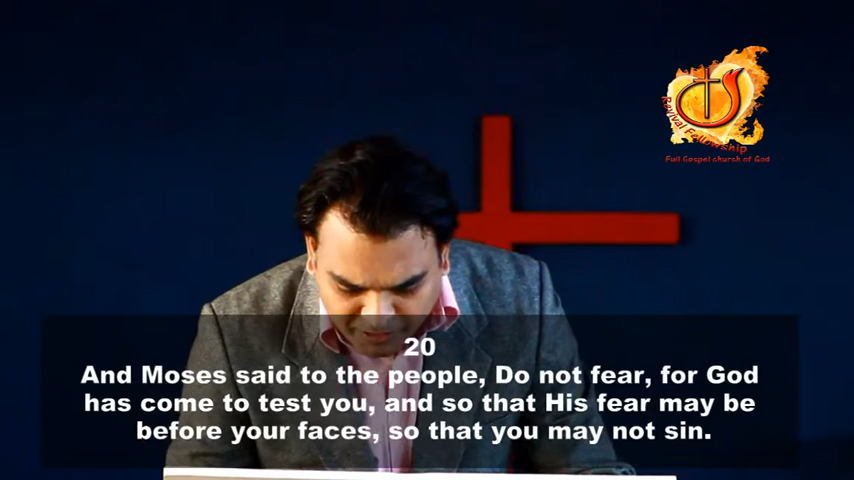 Revival Fellowship
Full Gospel church of God
20
And Moses said to the people, Do not fear, for God
has come to test you, and so that His fear may be
before your faces, so that you may not sin.